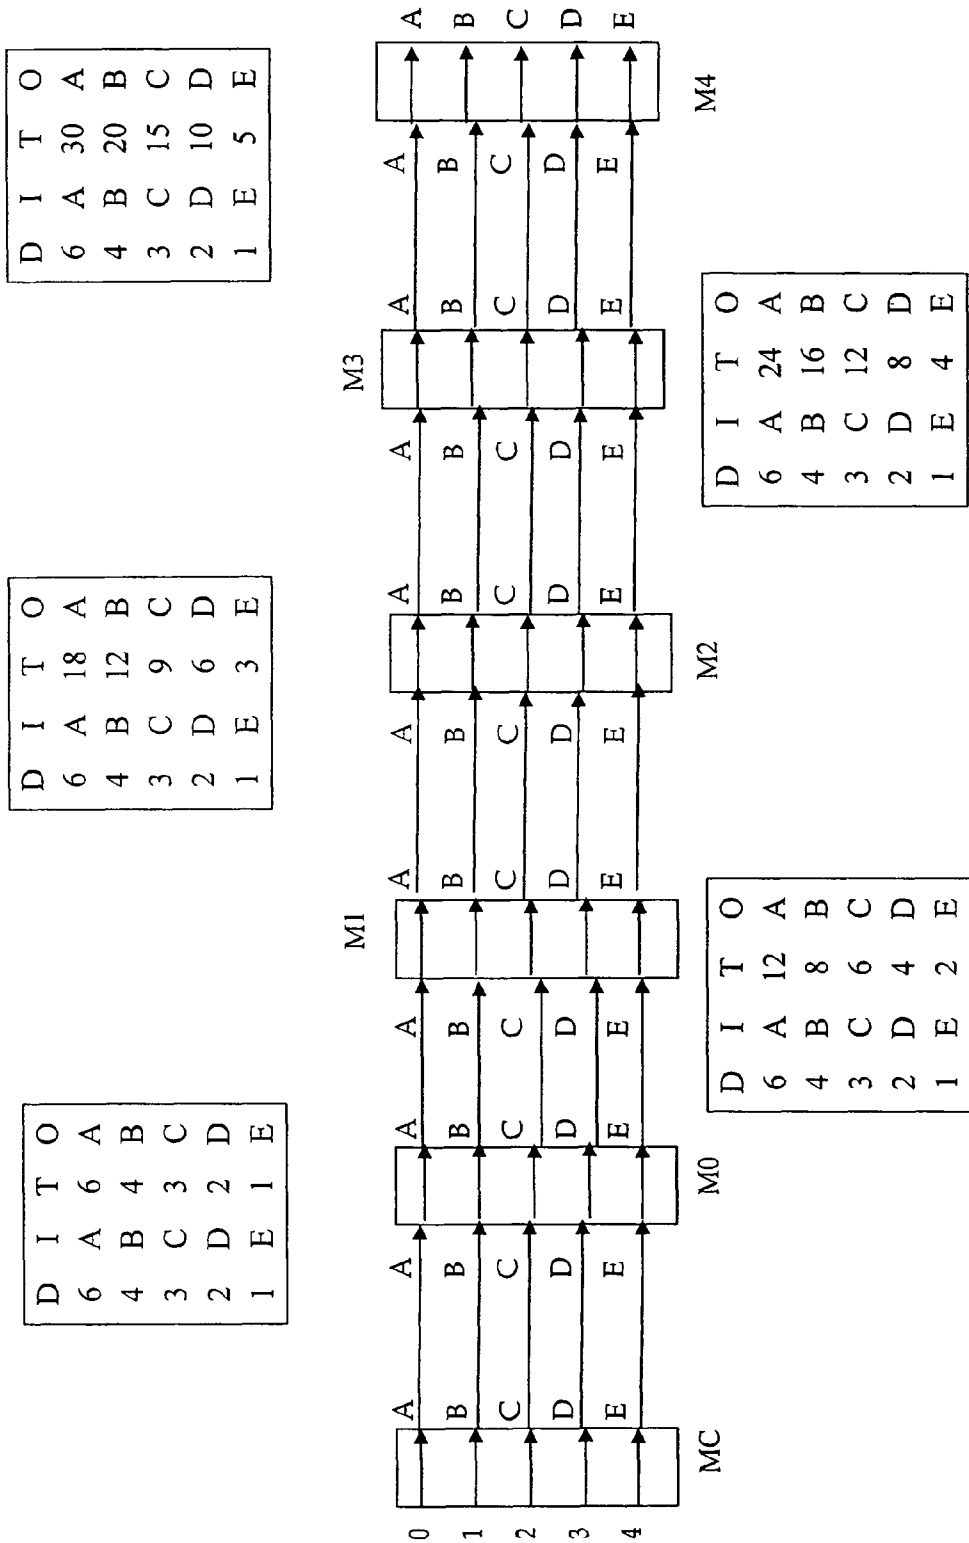 D I T O
6 A 6 A
4 B 4 B
3 C 3 C
2 D 2 D
1 E 1 E
D I T O
6 A 18 A
4 B 12 B
3 C 9 C
2 D 6 D
1 E 3 E
D I T O
6 A 30 A
4 B 20 B
3 C 15 C
2 D 10 D
1 E 5 E
M1 M3
0 A A A A A A A A A A A
1 B B B B B B B B B B B
2 C C C C C C C C C C C
3 D D D D D D D D D D D
4 E E E E E E E E E E E
MC M0 M2 M4
D I T O
6 A 12 A
4 B 8 B
3 C 6 C
2 D 4 D
1 E 2 E
D I T O
6 A 24 A
4 B 16 B
3 C 12 C
2 D 8 D
1 E 4 E